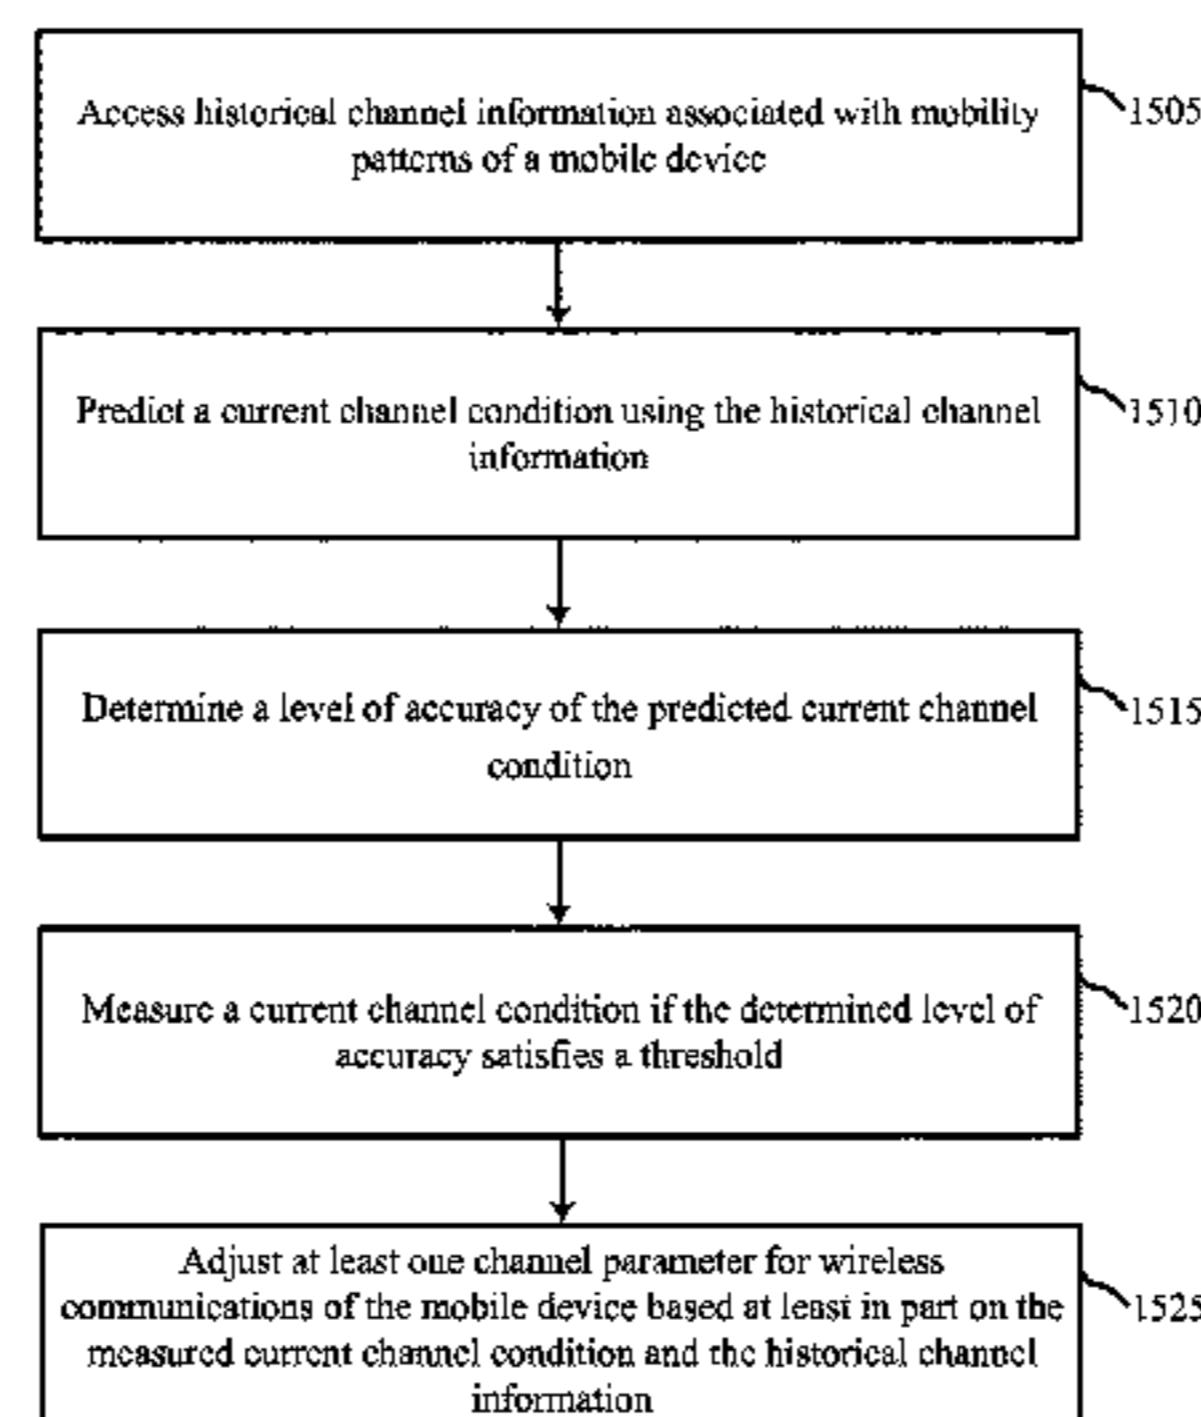 Access historical channel information associated with mobility
patterns of a mobile device
1505
Predict a current channel condition using the historical channel
information
1510
Determine a level of accuracy of the predicted current channel
condition
1515
Measure a current channel condition if the determined level of
accuracy satisfies a threshold
1520
Adjust at least one channel parameter for wireless
communications of the mobile device based at least in part on the
measured current channel condition and the historical channel
information
1525